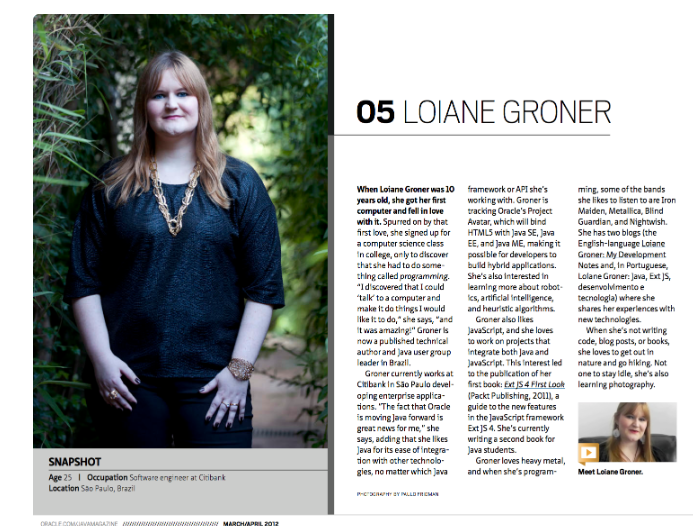 05 LOIANE GRONER
When Loiane Groner was 10
years old, she got her first
computer and fell in love
with it. Spurred on by that
first love, she signed up for
a computer science class
in college, only to discover
that she had to do some-
thing called programming.
"I discovered that I could
'talk' to a computer and
make it do things I would
like it to do," she says, "and
it was amazing!" Groner is
now a published technical
author and Java user group
leader in Brazil.
Groner currently works at
Citibank in São Paulo devel-
oping enterprise applica-
tions. "The fact that Oracle
is moving Java forward is
great news for me," she
says, adding that she likes
Java for its ease of integra-
tion with other technolo-
gies, no matter which Java
framework or API she's
working with. Groner is
tracking Oracle's Project
Avatar, which will bind
HTML5 with Java SE, Java
EE, and Java ME, making it
possible for developers to
build hybrid applications.
She's also interested in
learning more about robot-
ics, artificial intelligence,
and heuristic algorithms.
Groner also likes
JavaScript, and she loves
to work on projects that
integrate both Java and
JavaScript. This interest led
to the publication of her
first book: Ext JS 4 First Look
(Packt Publishing, 2011), a
guide to the new features
in the JavaScript framework
Ext JS 4. She's currently
writing a second book for
Java students.
Groner loves heavy metal,
and when she's program-
ming, some of the bands
she likes to listen to are Iron
Maiden, Metallica, Blind
Guardian, and Nightwish.
She has two blogs (the
English-language Loiane
Groner: My Development
Notes and, in Portuguese,
Loiane Groner: Java, Ext JS,
desenvolvimento e
tecnologia) where she
shares her experiences with
new technologies.
When she's not writing
code, blog posts, or books,
she loves to get out in
nature and go hiking. Not
one to stay idle, she's also
learning photography.
Meet Loiane Groner.
SNAPSHOT
Age 25 | Occupation Software engineer at Citibank
Location São Paulo, Brazil
PHOTOGRAPHY BY PAULO FRIDMAN
ORACLE.COM/JAVAMAGAZINE //////////////////////////////////// MARCH/APRIL 2012